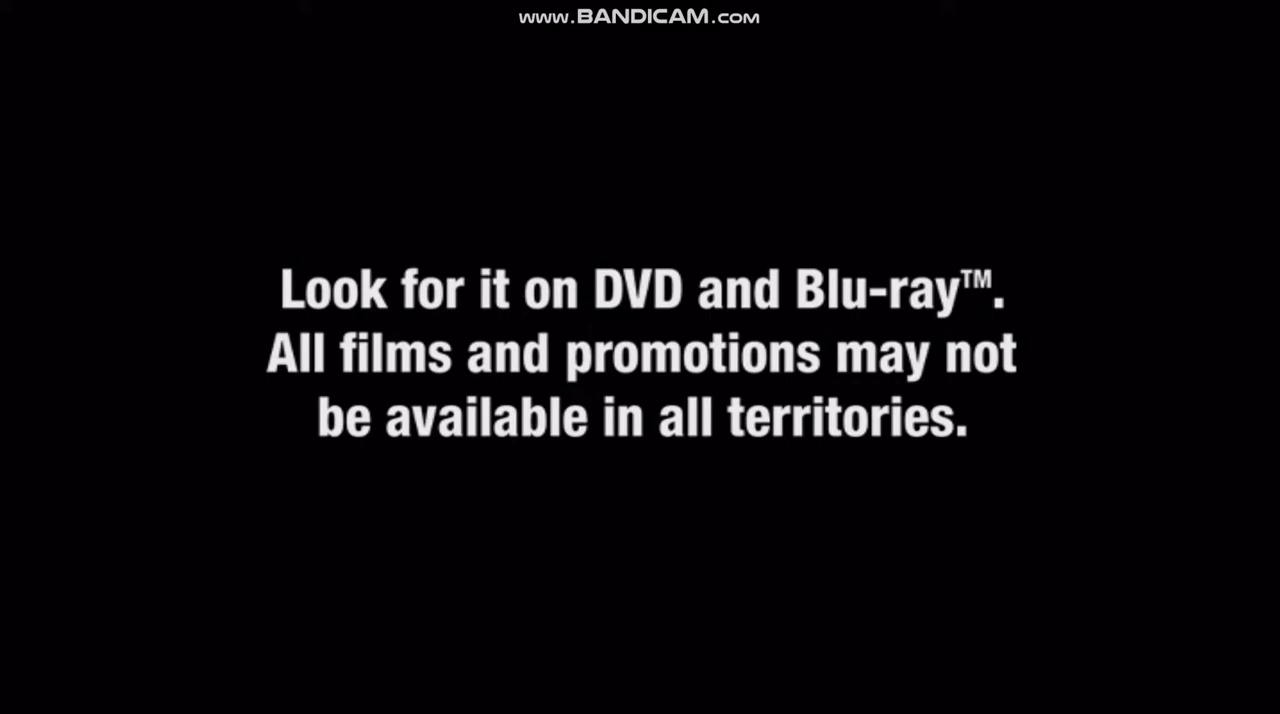 www.BANDICAM.com
Look for it on DVD and Blu-ray™.
All films and promotions may not
be available in all territories.